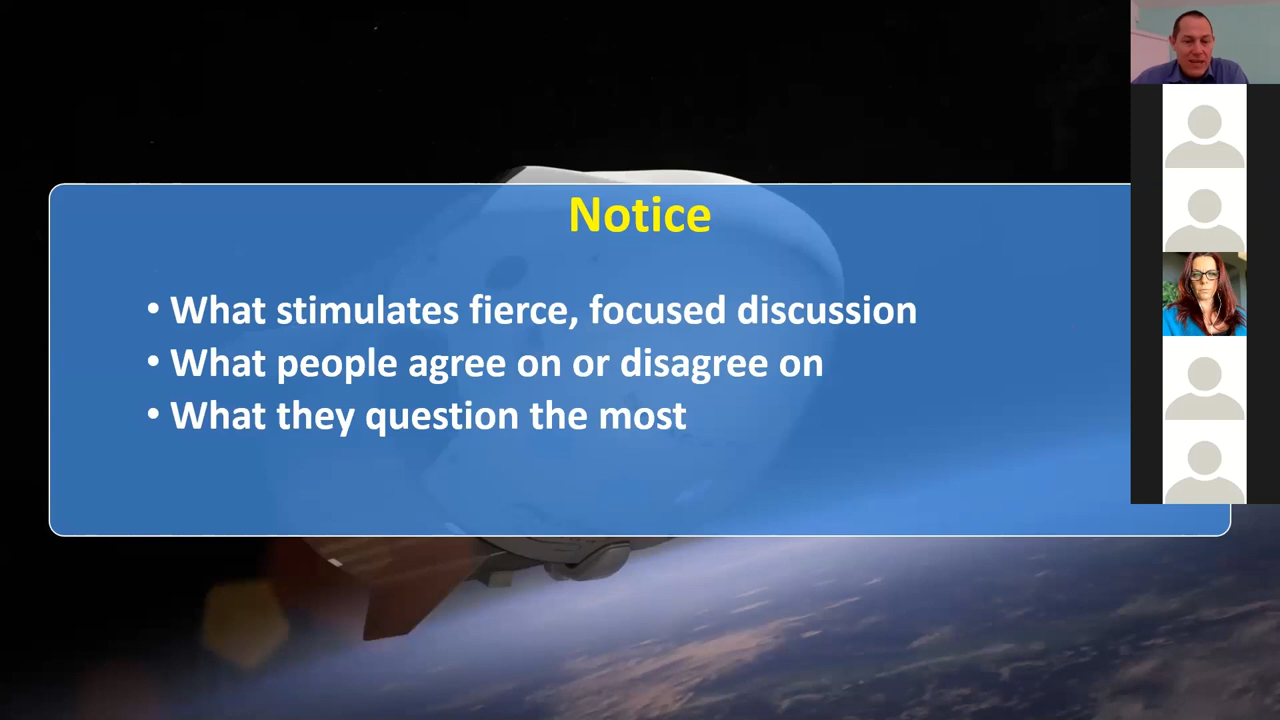 Notice
• What stimulates fierce, focused discussion
• What people agree on or disagree on
• What they question the most